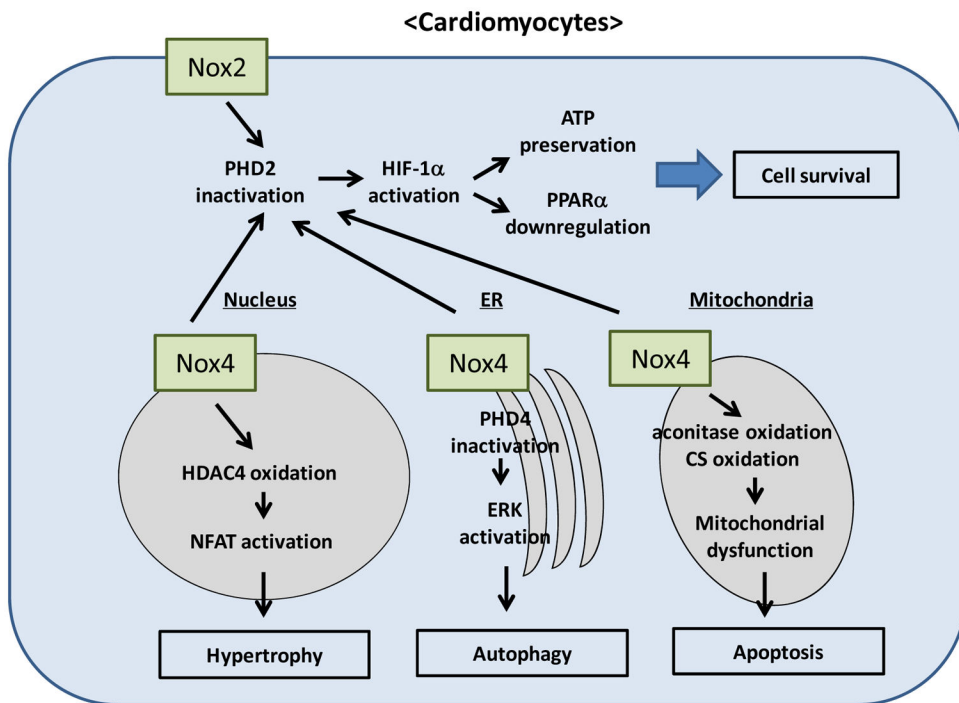 <Cardiomyocytes>
Nox2
PHD2
inactivation
HIF-1α
activation
ATP
preservation
PPARα
downregulation
Cell survival
Nucleus
ER
Mitochondria
Nox4
Nox4
Nox4
HDAC4 oxidation
NFAT activation
Hypertrophy
PHD4
inactivation
ERK
activation
Autophagy
aconitase oxidation
CS oxidation
Mitochondrial
dysfunction
Apoptosis